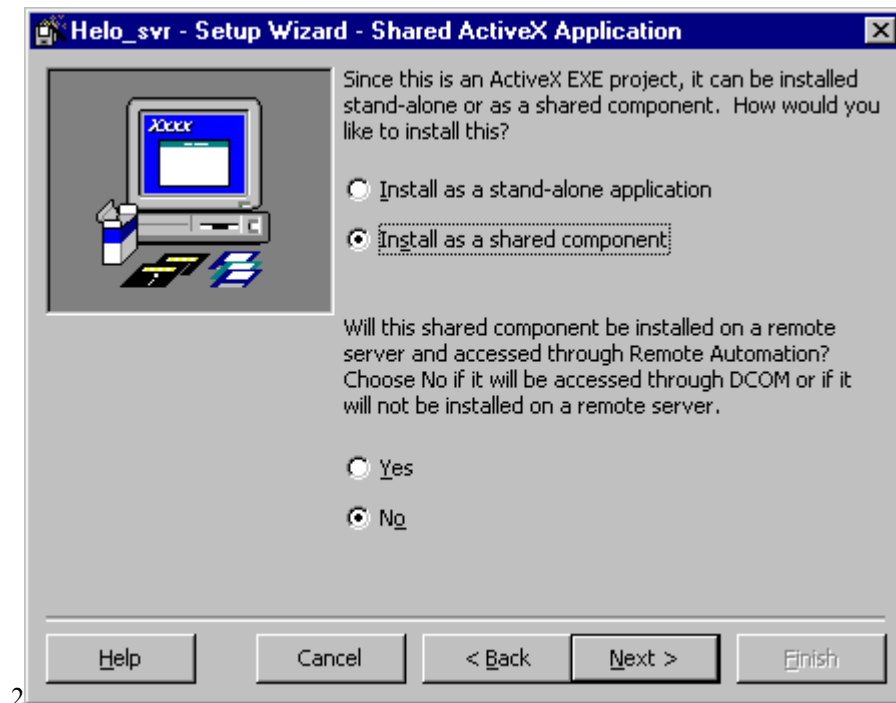 Helo_svr - Setup Wizard - Shared ActiveX Application
Xxxx
Since this is an ActiveX EXE project, it can be installed
stand-alone or as a shared component.  How would you
like to install this?
Install as a stand-alone application
Install as a shared component
Will this shared component be installed on a remote
server and accessed through Remote Automation?
Choose No if it will be accessed through DCOM or if it
will not be installed on a remote server.
Yes
No
Help
Cancel
< Back
Next >
Finish
2